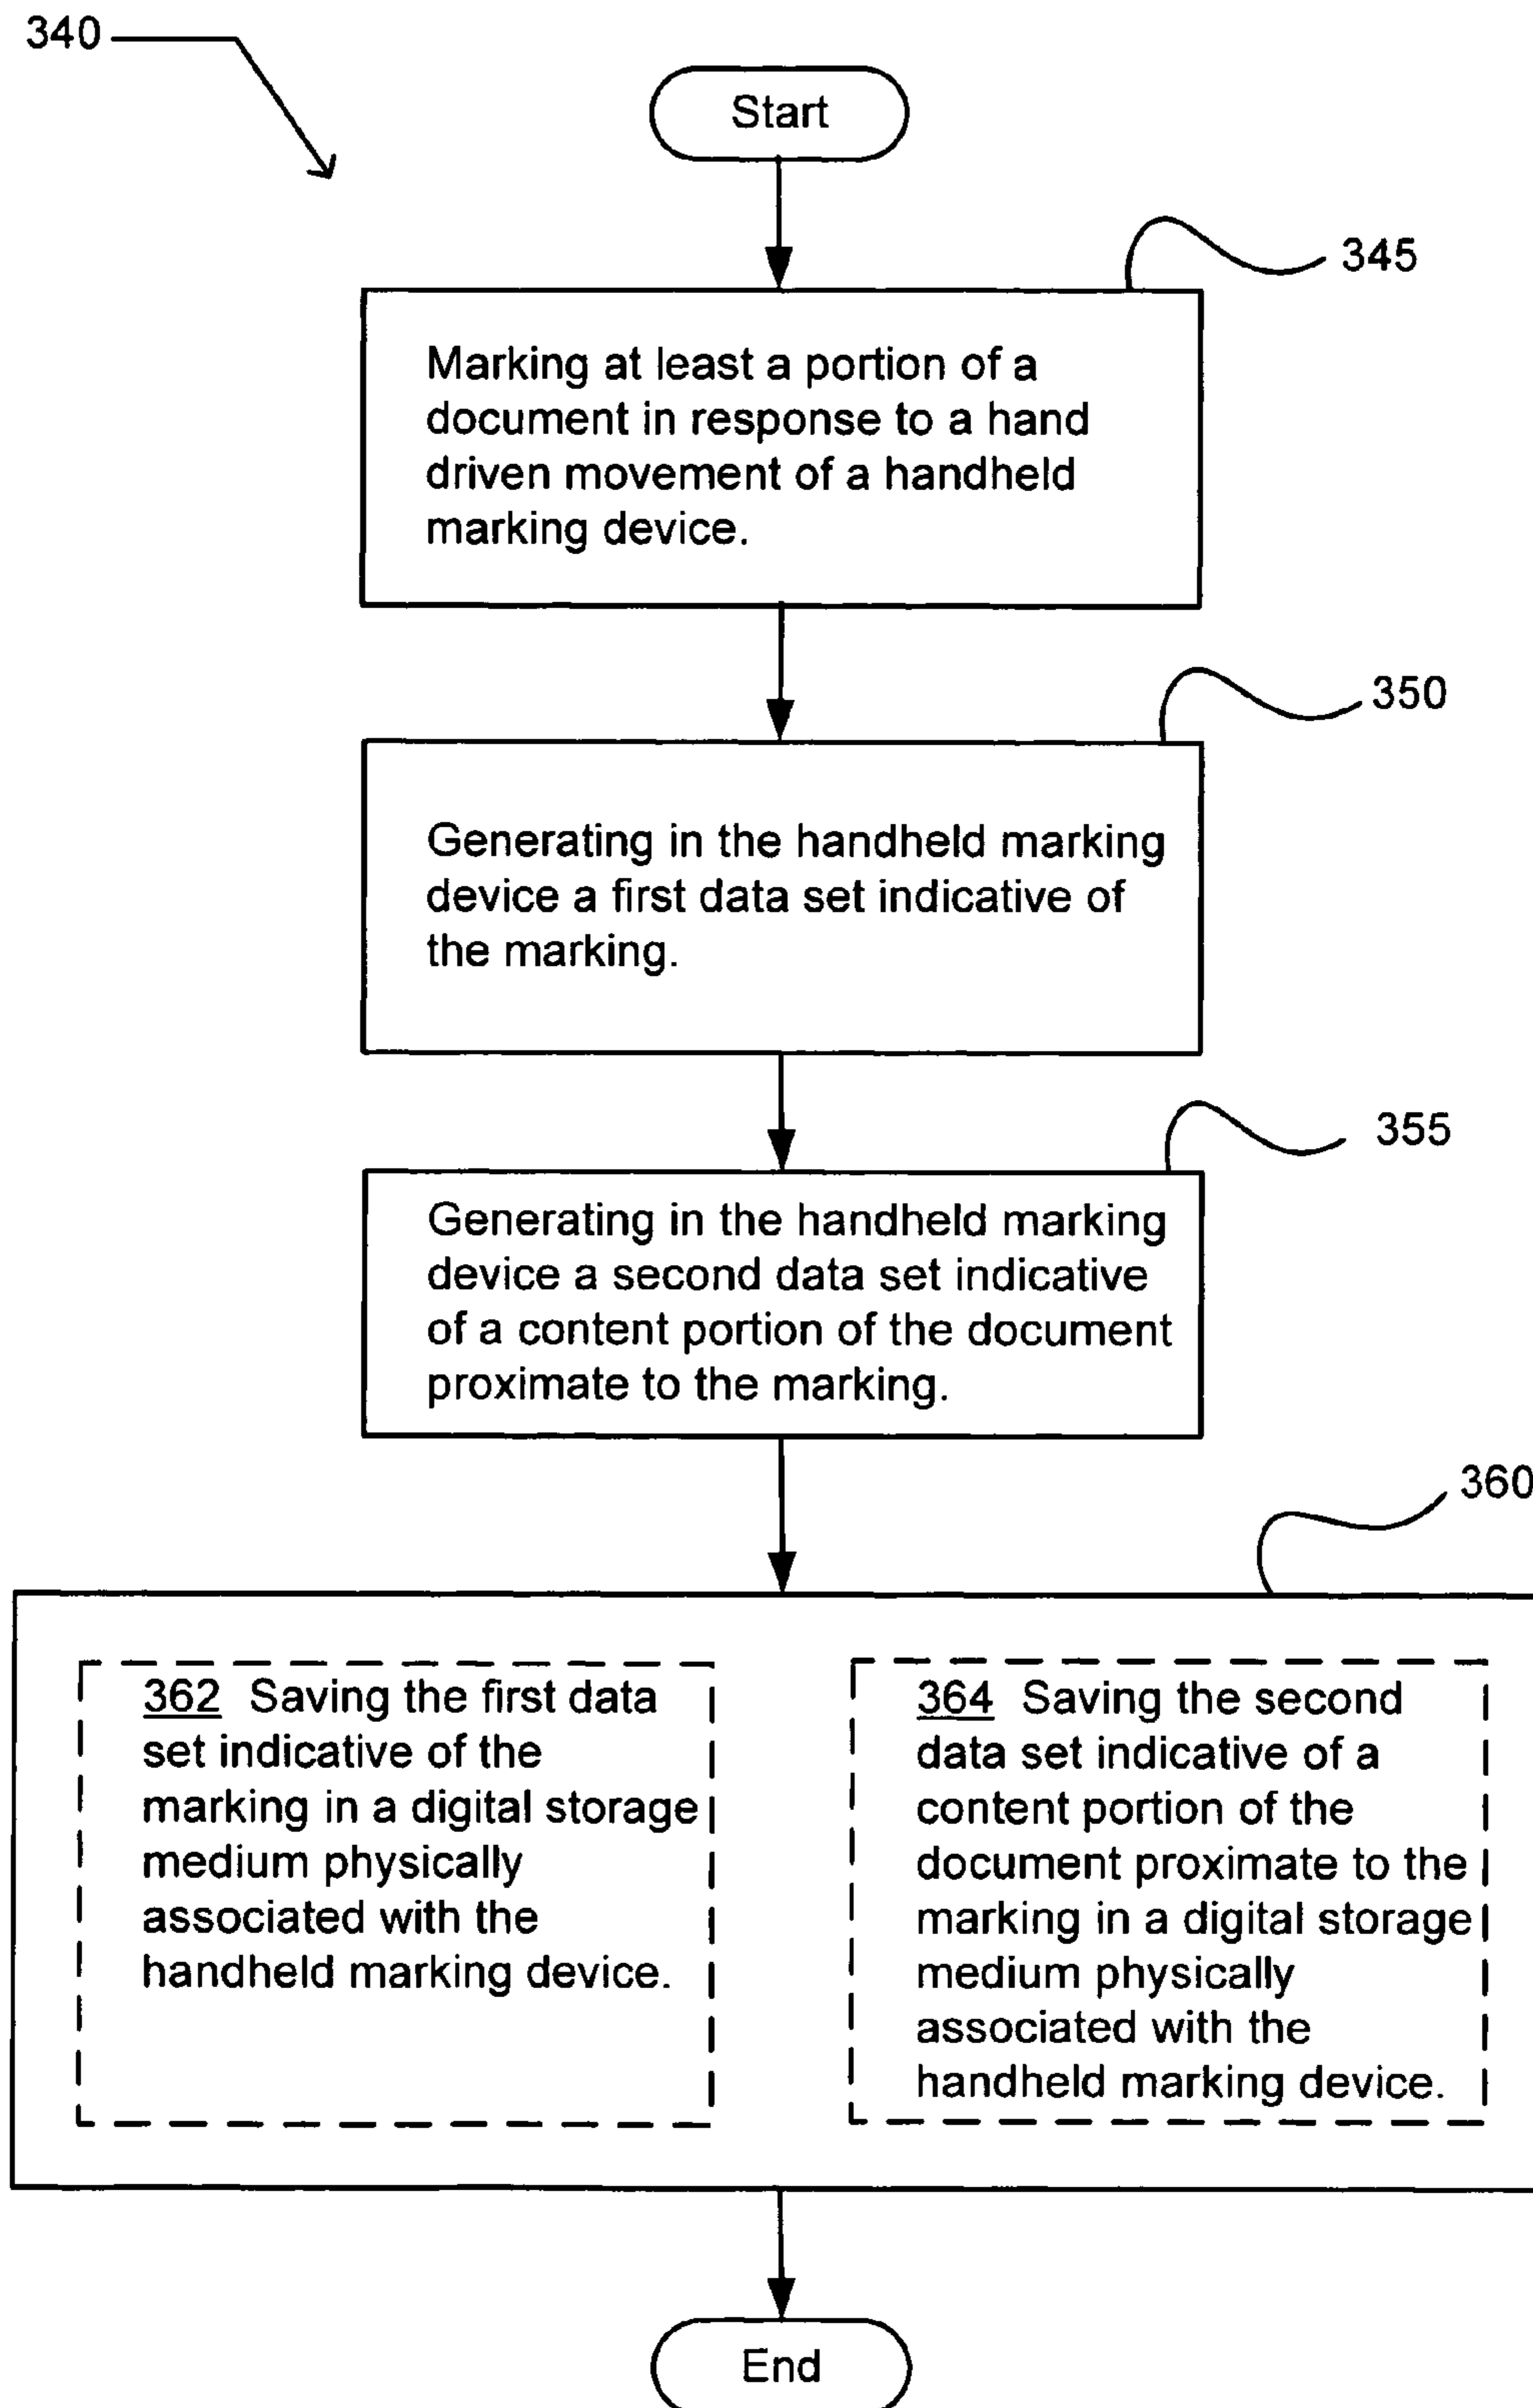 340
Start
345
Marking at least a portion of a
document in response to a hand
driven movement of a handheld
marking device.
350
Generating in the handheld marking
device a first data set indicative of
the marking.
355
Generating in the handheld marking
device a second data set indicative
of a content portion of the document
proximate to the marking.
360
362 Saving the first data
set indicative of the
marking in a digital storage
medium physically
associated with the
handheld marking device.
364 Saving the second
data set indicative of a
content portion of the
document proximate to the
marking in a digital storage
medium physically
associated with the
handheld marking device.
End